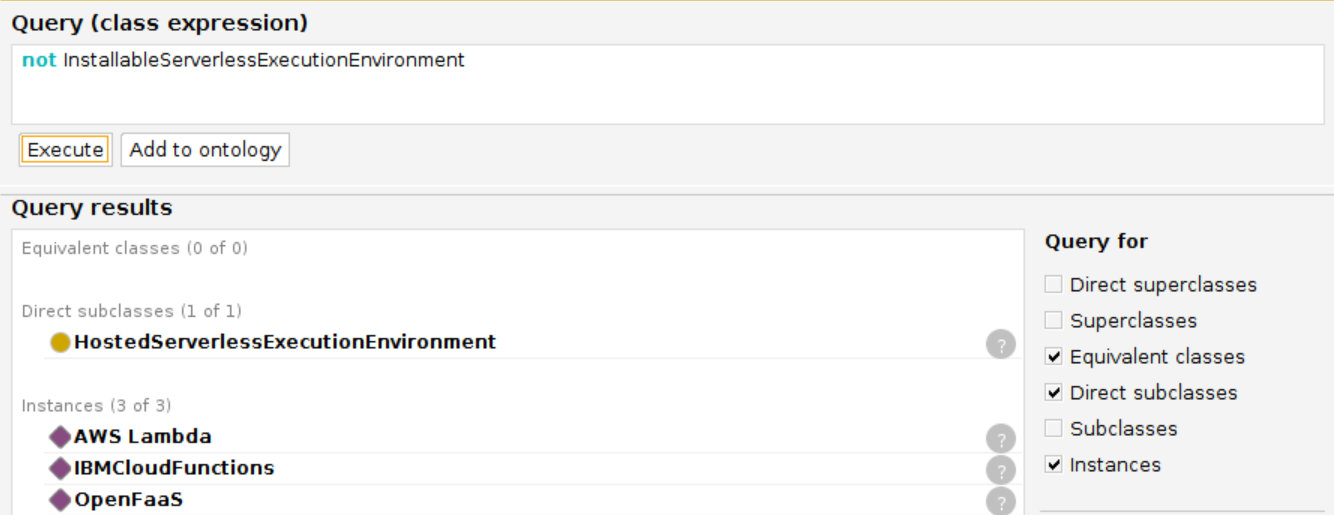 Query (class expression)
not InstallableServerlessExecutionEnvironment
Execute Add to ontology
Query results
Equivalent classes (0 of 0)
Direct subclasses (1 of 1)
HostedServerlessExecutionEnvironment ?
Instances (3 of 3)
AWS Lambda ?
IBMCloudFunctions ?
OpenFaaS ?
Query for
Direct superclasses
Superclasses
Equivalent classes
Direct subclasses
Subclasses
Instances